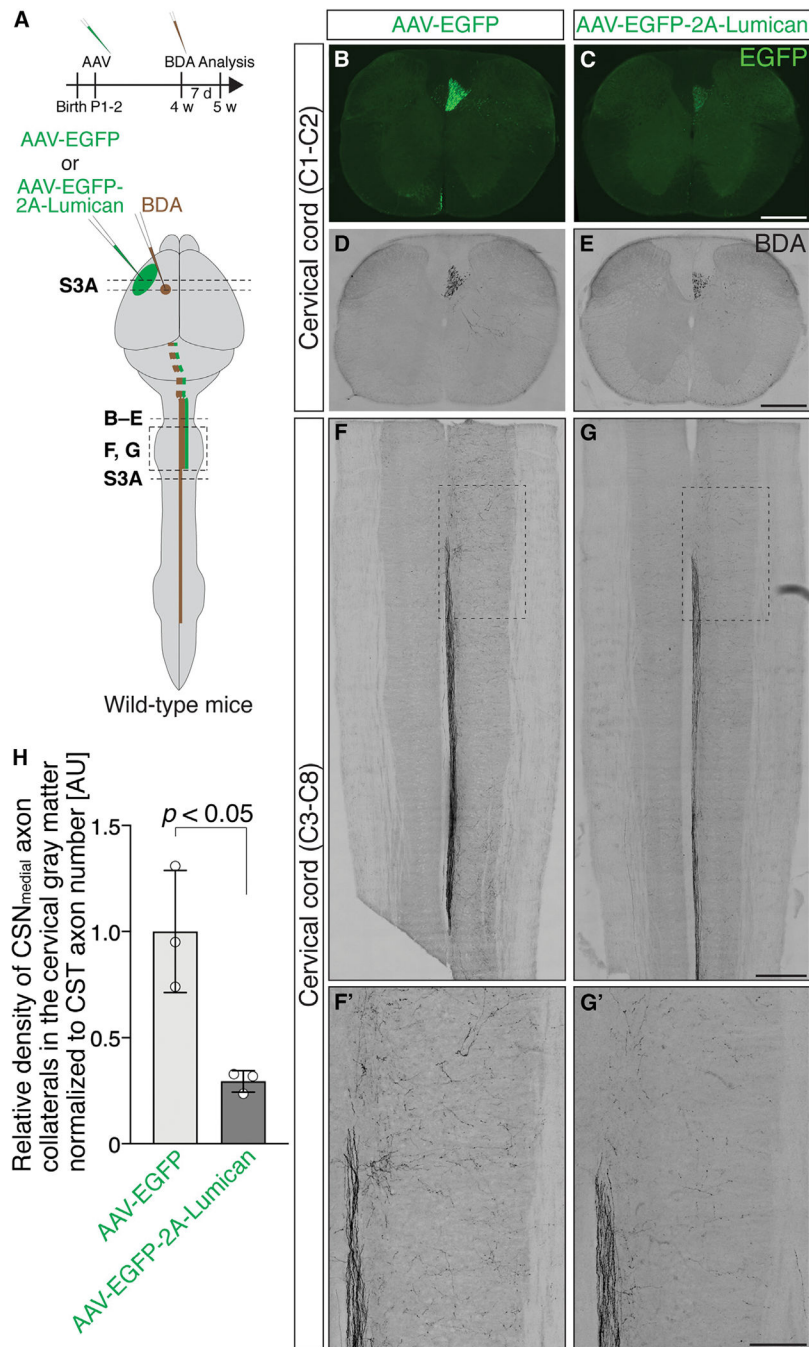 A
AAV
BDA Analysis
7 d
Birth P1-2
4 w
5 w
AAV-EGFP
or
AAV-EGFP-
2A-Lumican
BDA
S3A
B–E
F, G
S3A
Wild-type mice
AAV-EGFP
AAV-EGFP-2A-Lumican
Cervical cord (C1-C2)
B
C
EGFP
D
E
BDA
Cervical cord (C3-C8)
F
G
F'
G'
H
Relative density of CSNmedial axon
collaterals in the cervical gray matter
normalized to CST axon number [AU]
p < 0.05
1.5
1.0
0.5
0
AAV-EGFP
AAV-EGFP-2A-Lumican